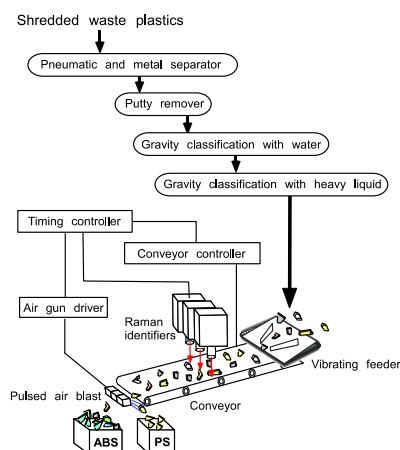 Shredded waste plastics
Pneumatic and metal separator
Putty remover
Gravity classification with water
Gravity classification with heavy liquid
Timing controller
Conveyor controller
Air gun driver
Raman
identifiers
Vibrating feeder
Pulsed air blast
Conveyor
ABS
PS